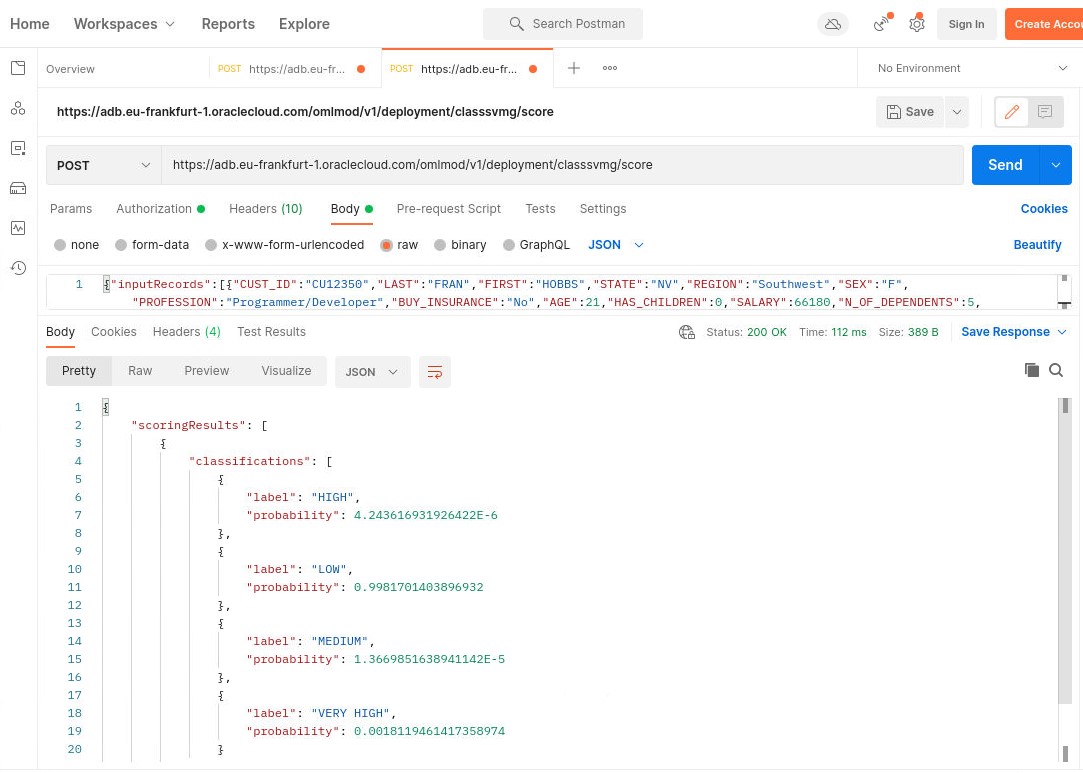 Home Workspaces Reports Explore Search Postman Sign In Create Accou
Overview POST https://adb.eu-fr... POST https://adb.eu-fr... No Environment
https://adb.eu-frankfurt-1.oraclecloud.com/omlmod/v1/deployment/classsvmg/score Save
POST https://adb.eu-frankfurt-1.oraclecloud.com/omlmod/v1/deployment/classsvmg/score Send
Params Authorization Headers (10) Body Pre-request Script Tests Settings Cookies
none form-data x-www-form-urlencoded raw binary GraphQL JSON Beautify
1 {"inputRecords":[{"CUST_ID":"CU12350","LAST":"FRAN","FIRST":"HOBBS","STATE":"NV","REGION":"Southwest","SEX":"F",
"PROFESSION":"Programmer/Developer","BUY_INSURANCE":"No","AGE":21,"HAS_CHILDREN":0,"SALARY":66180,"N_OF_DEPENDENTS":5,
Body Cookies Headers (4) Test Results Status: 200 OK Time: 112 ms Size: 389 B Save Response
Pretty Raw Preview Visualize JSON
1 {
2 "scoringResults": [
3 {
4 "classifications": [
5 {
6 "label": "HIGH",
7 "probability": 4.243616931926422E-6
8 },
9 {
10 "label": "LOW",
11 "probability": 0.9981701403896932
12 },
13 {
14 "label": "MEDIUM",
15 "probability": 1.3669851638941142E-5
16 },
17 {
18 "label": "VERY HIGH",
19 "probability": 0.0018119461417358974
20 }